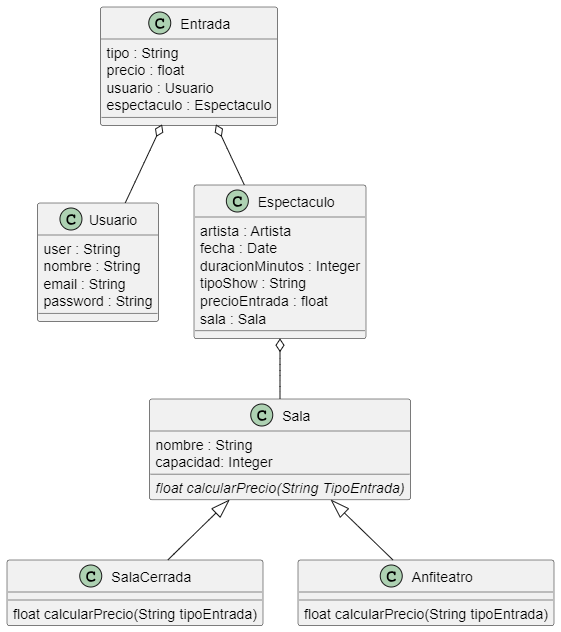 C Entrada
tipo : String
precio : float
usuario : Usuario
espectaculo : Espectaculo
C Usuario
user : String
nombre : String
email : String
password : String
C Espectaculo
artista : Artista
fecha : Date
duracionMinutos : Integer
tipoShow : String
precioEntrada : float
sala : Sala
C Sala
nombre : String
capacidad: Integer
float calcularPrecio(String TipoEntrada)
C SalaCerrada
float calcularPrecio(String tipoEntrada)
C Anfiteatro
float calcularPrecio(String tipoEntrada)